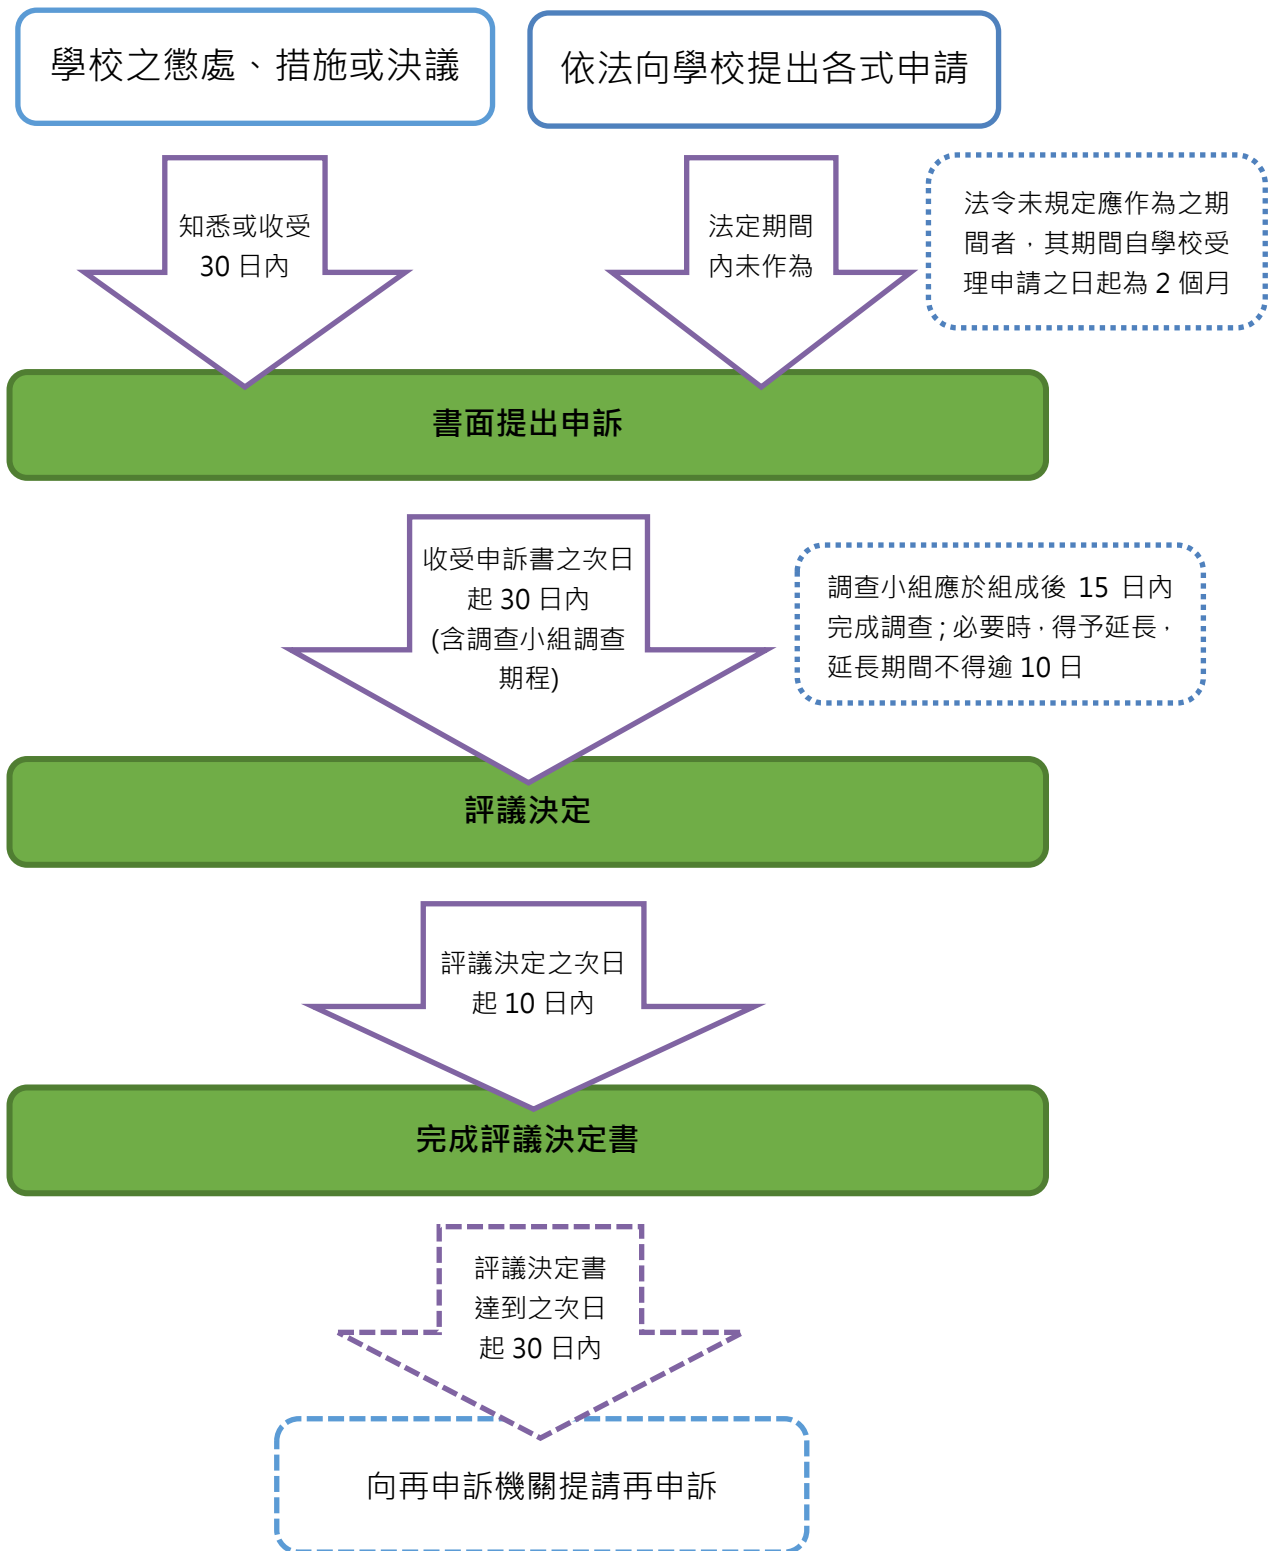 學校之懲處、措施或決議
依法向學校提出各式申請
知悉或收受
30 日內
法定期間
內未作為
法令未規定應作為之期
間者，其期間自學校受
理申請之日起為 2 個月
書面提出申訴
收受申訴書之次日
起 30 日內
(含調查小組調查
期程)
調查小組應於組成後 15 日內
完成調查；必要時，得予延長，
延長期間不得逾 10 日
評議決定
評議決定之次日
起 10 日內
完成評議決定書
評議決定書
達到之次日
起 30 日內
向再申訴機關提請再申訴